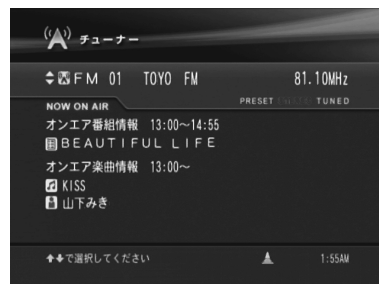 チューナー
FM 01 TOYO FM 81.10MHz
NOW ON AIR PRESET TUNED
オンエア番組情報 13:00～14:55
BEAUTIFUL LIFE
オンエア楽曲情報 13:00～
KISS
山下みき
で選択してください 1:55AM